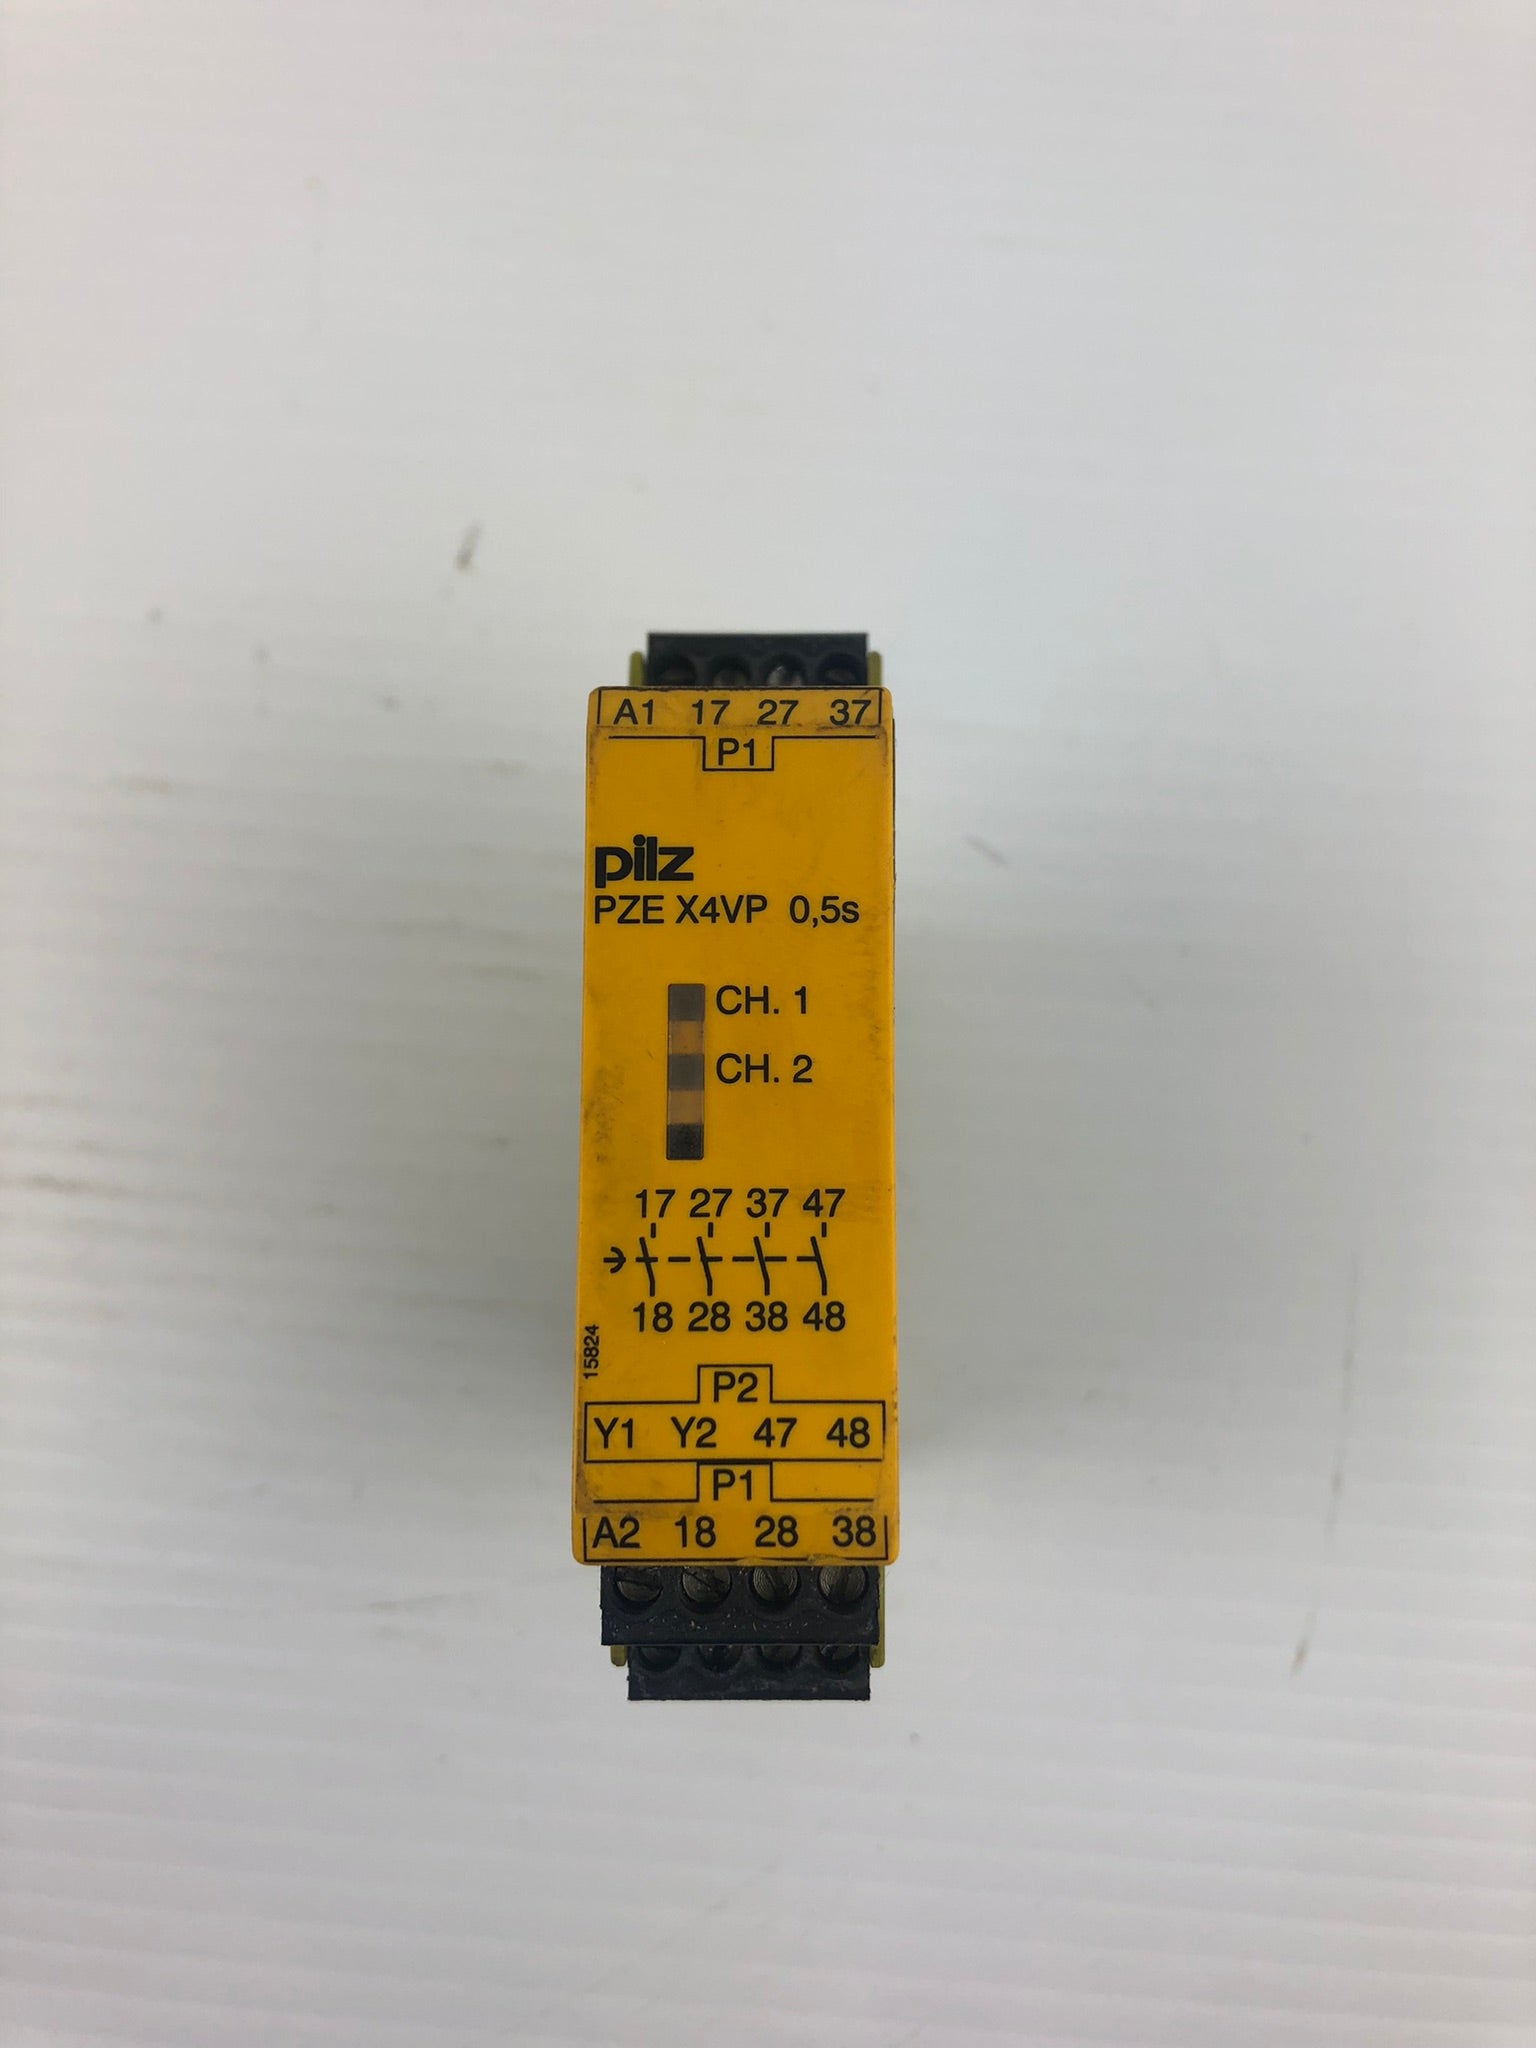 A1 17 27 37
P1
pilz
PZE X4VP 0,5s
CH. 1
CH. 2
17 27 37 47
18 28 38 48
15824
P2
Y1 Y2 47 48
P1
A2 18 28 38